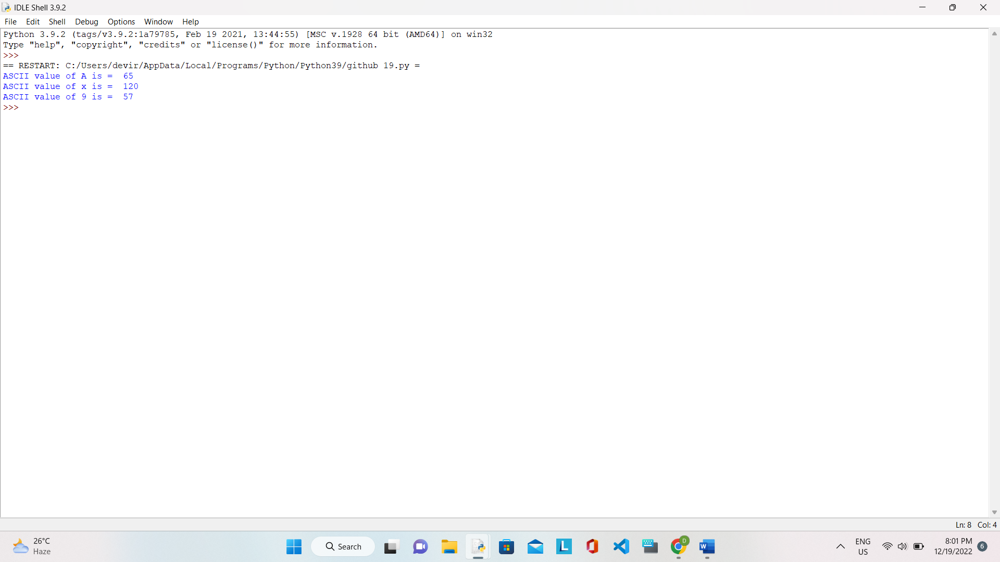 IDLE Shell 3.9.2
File Edit Shell Debug Options Window Help
Python 3.9.2 (tags/v3.9.2:1a79785, Feb 19 2021, 13:44:55) [MSC v.1928 64 bit (AMD64)] on win32
Type "help", "copyright", "credits" or "license()" for more information.
>>>
== RESTART: C:/Users/devir/AppData/Local/Programs/Python/Python39/github 19.py =
ASCII value of A is =  65
ASCII value of x is =  120
ASCII value of 9 is =  57
>>>
Ln: 8 Col: 4
26°C
Haze
Search
L
D
W
ENG
US
8:01 PM
12/19/2022
6